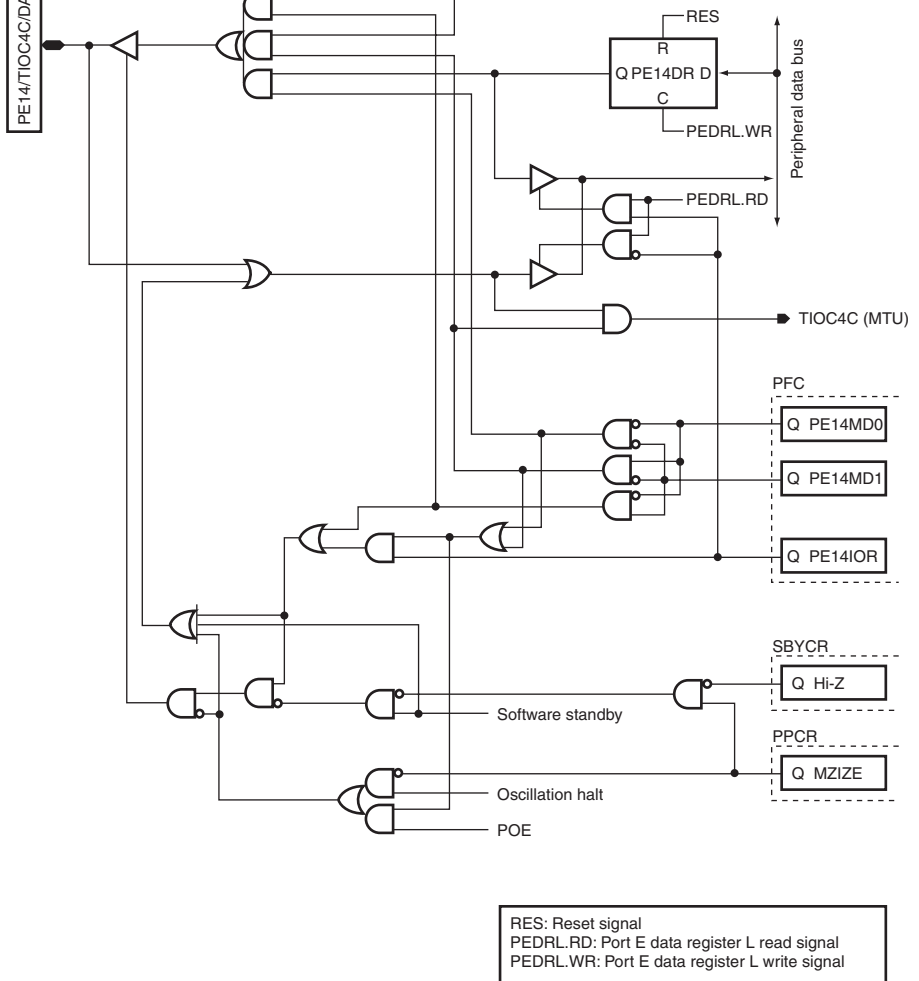 PE14/TIOC4C/DA
RES
R
Q PE14DR D
C
PEDRL.WR
Peripheral data bus
PEDRL.RD
TIOC4C (MTU)
PFC
Q PE14MD0
Q PE14MD1
Q PE14IOR
SBYCR
Q Hi-Z
Software standby
PPCR
Q MZIZE
Oscillation halt
POE
RES: Reset signal
PEDRL.RD: Port E data register L read signal
PEDRL.WR: Port E data register L write signal